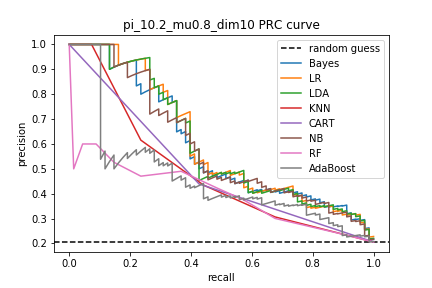 pi_10.2_mu0.8_dim10 PRC curve
precision
1.0
0.9
0.8
0.7
0.6
0.5
0.4
0.3
0.2
random guess
Bayes
LR
LDA
KNN
CART
NB
RF
AdaBoost
0.0 0.2 0.4 0.6 0.8 1.0
recall